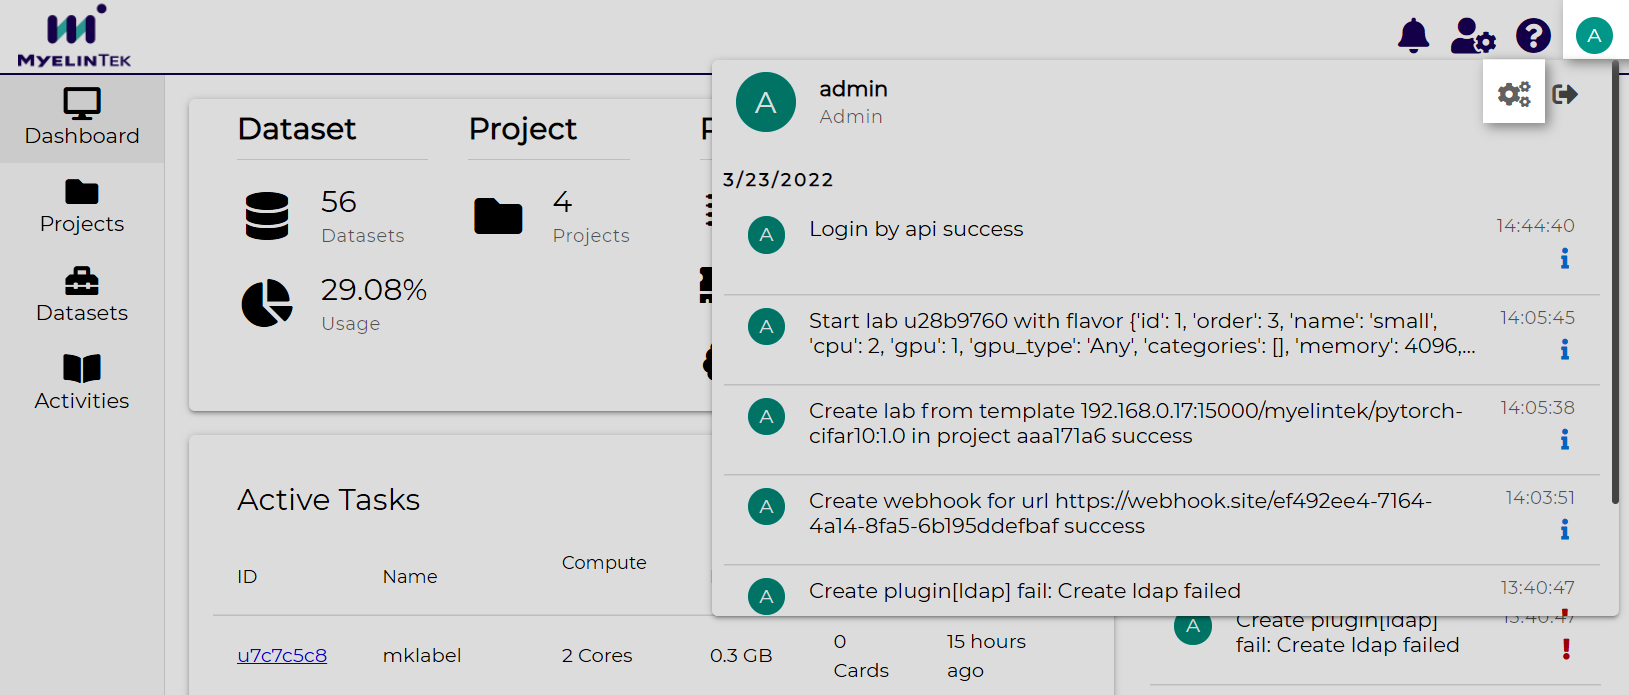 MYELINTEK
A
Dashboard
Projects
Datasets
Activities
Dataset
56
Datasets
29.08%
Usage
Project
4
Projects
A
admin
Admin
3/23/2022
A
Login by api success
14:44:40
A
Start lab u28b9760 with flavor {'id': 1, 'order': 3, 'name': 'small',
'cpu': 2, 'gpu': 1, 'gpu_type': 'Any', 'categories': [], 'memory': 4096,...
14:05:45
A
Create lab from template 192.168.0.17:15000/myelintek/pytorch-
cifar10:1.0 in project aaa171a6 success
14:05:38
A
Create webhook for url https://webhook.site/ef492ee4-7164-
4a14-8fa5-6b195ddefbaf success
14:03:51
A
Create plugin[ldap] fail: Create ldap failed
13:40:47
Active Tasks
ID
Name
Compute
u7c7c5c8
mklabel
2 Cores
0.3 GB
0
Cards
15 hours
ago
A
Create plugin[ldap]
fail: Create ldap failed
13:40:47